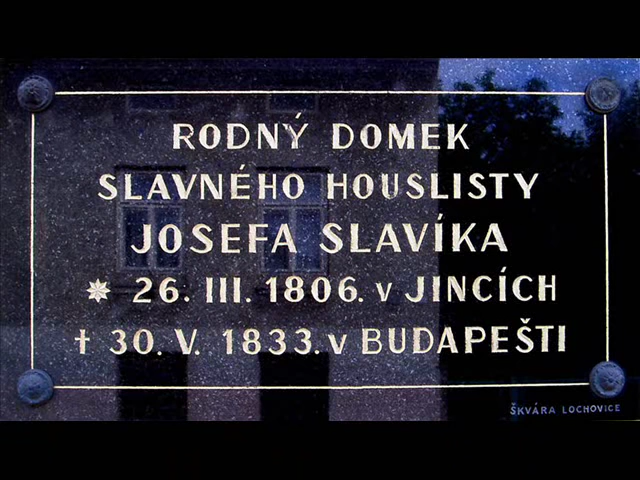 RODNÝ DOMEK
SLAVNÉHO HOUSLISTY
JOSEFA SLAVÍKA
* 26. III. 1806. v JINCÍCH
† 30. V. 1833. v BUDAPEŠTI
ŠKVÁRA LOCHOVICE